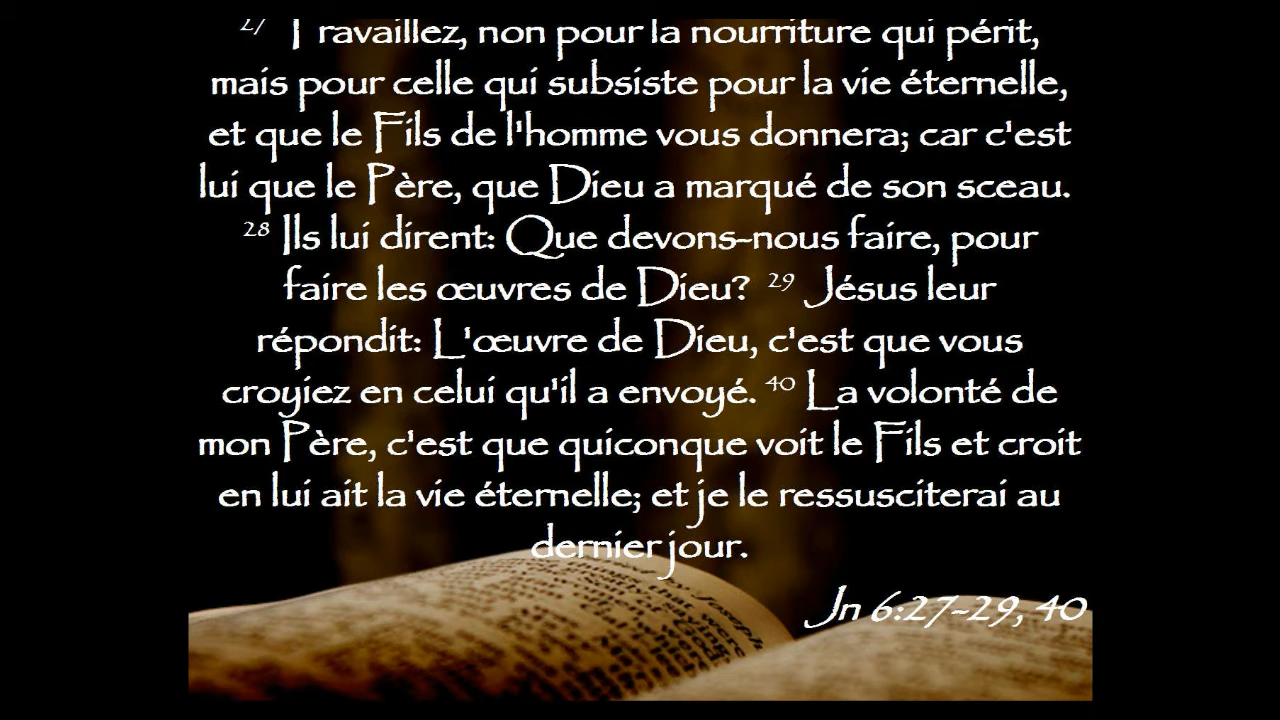 27 Travaillez, non pour la nourriture qui périt,
mais pour celle qui subsiste pour la vie éternelle,
et que le Fils de l'homme vous donnera; car c'est
lui que le Père, que Dieu a marqué de son sceau.
28 Ils lui dirent: Que devons-nous faire, pour
faire les œuvres de Dieu? 29 Jésus leur
répondit: L'œuvre de Dieu, c'est que vous
croyiez en celui qu'il a envoyé. 40 La volonté de
mon Père, c'est que quiconque voit le Fils et croit
en lui ait la vie éternelle; et je le ressusciterai au
dernier jour.
Jn 6:27-29, 40